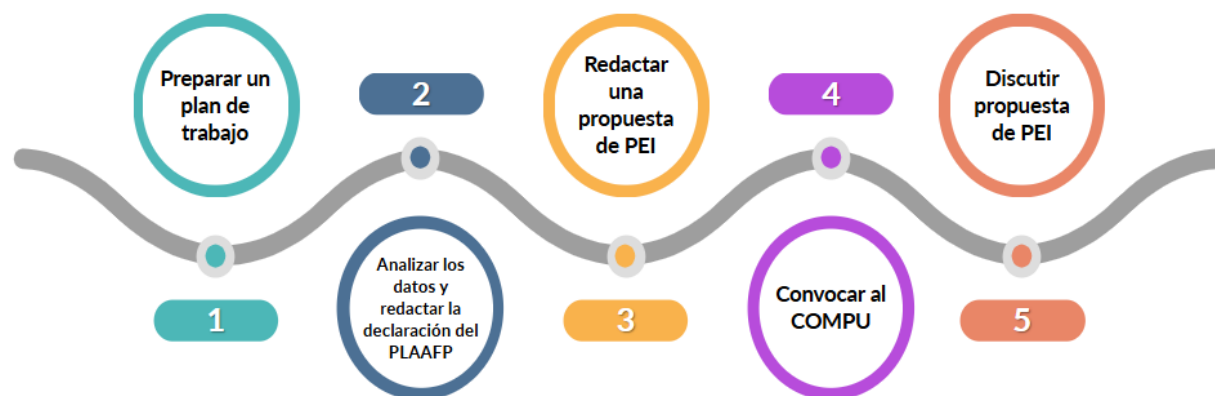 Preparar un
plan de
trabajo
1
2
Analizar los
datos y
redactar la
declaración del
PLAAFP
Redactar
una
propuesta
de PEI
3
4
Convocar al
COMPU
Discutir
propuesta
de PEI
5